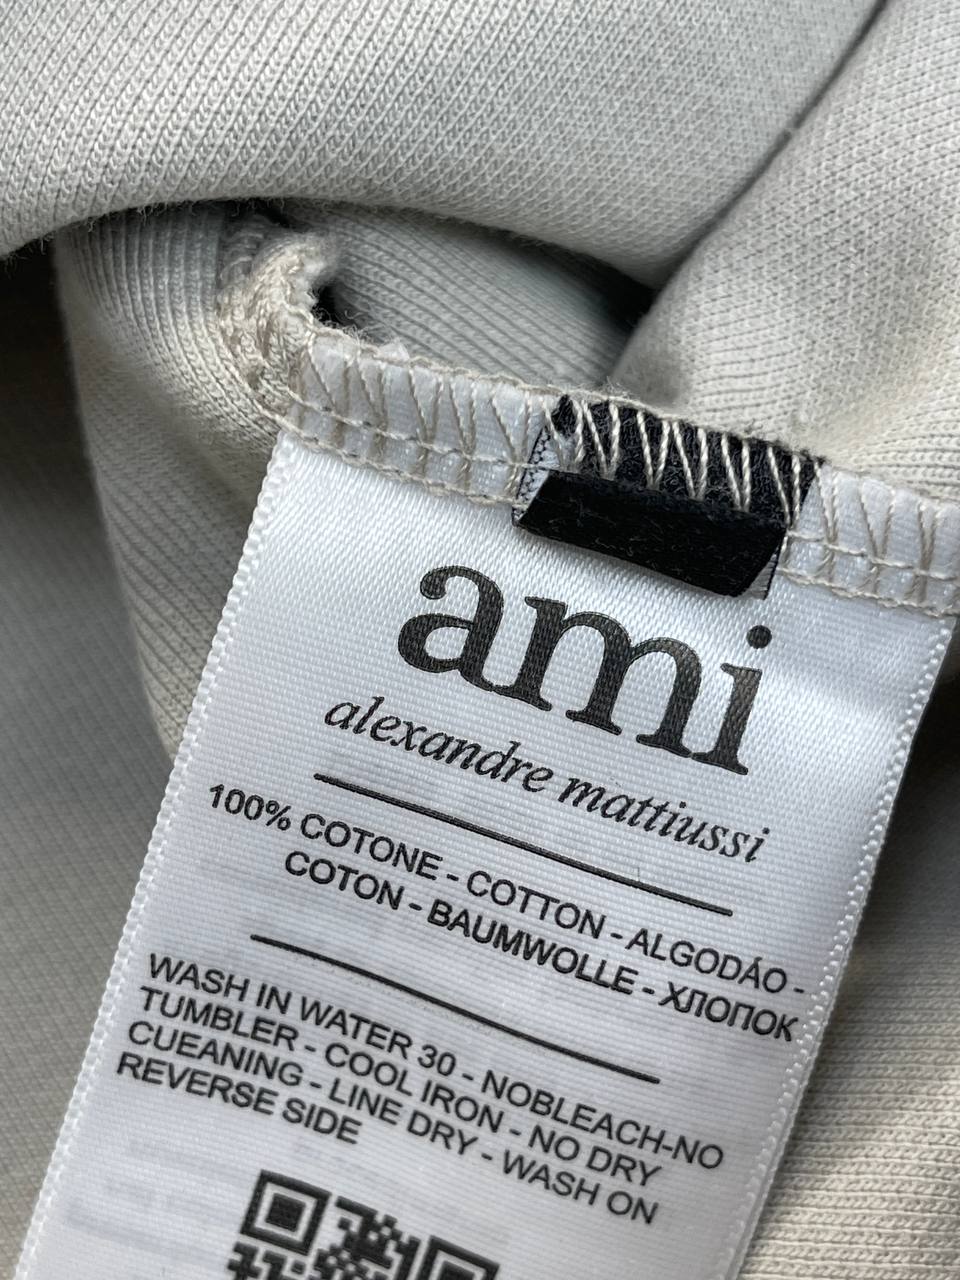 ami
alexandre mattiussi
100% COTONE - COTTON - ALGODÁO -
COTON - BAUMWOLLE - ХЛОПОК
WASH IN WATER 30 - NOBLEACH-NO
TUMBLER - COOL IRON - NO DRY
CUEANING - LINE DRY - WASH ON
REVERSE SIDE